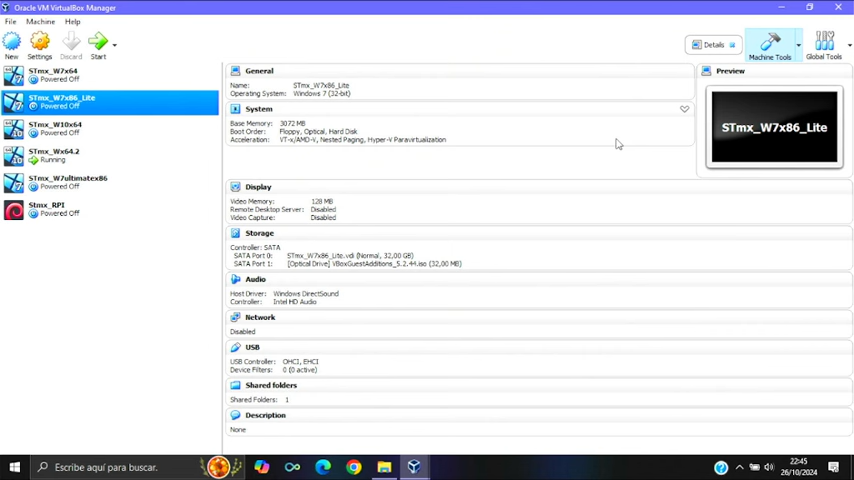 Oracle VM VirtualBox Manager
File Machine Help
New Settings Discard Start
Details Machine Tools Global Tools
STmx_W7x64
Powered Off
STmx_W7x86_Lite
Powered Off
STmx_W10x64
Powered Off
STmx_Wx64.2
Running
STmx_W7ultimatex86
Powered Off
Stmx_RPI
Powered Off
General
Name: STmx_W7x86_Lite
Operating System: Windows 7 (32-bit)
System
Base Memory: 3072 MB
Boot Order: Floppy, Optical, Hard Disk
Acceleration: VT-x/AMD-V, Nested Paging, Hyper-V Paravirtualization
Preview
STmx_W7x86_Lite
Display
Video Memory: 128 MB
Remote Desktop Server: Disabled
Video Capture: Disabled
Storage
Controller: SATA
SATA Port 0: STmx_W7x86_Lite.vdi (Normal, 32,00 GB)
SATA Port 1: [Optical Drive] VBoxGuestAdditions_5.2.44.iso (32,00 MB)
Audio
Host Driver: Windows DirectSound
Controller: Intel HD Audio
Network
Disabled
USB
USB Controller: OHCI, EHCI
Device Filters: 0 (0 active)
Shared folders
Shared Folders: 1
Description
None
Escribe aquí para buscar.
22:45
26/10/2024